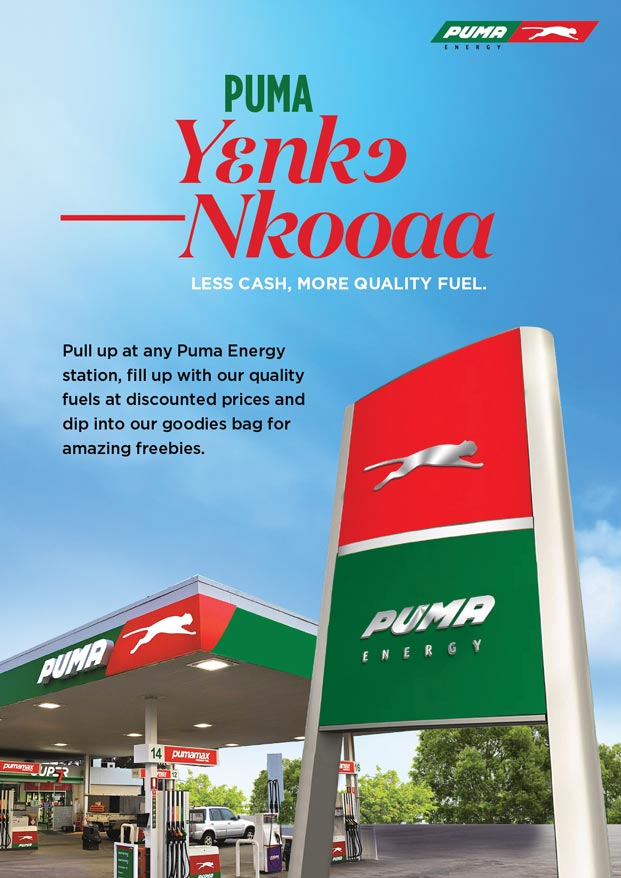 PUMA
ENERGY
PUMA
Yɛnkɔ
Nkooaa
LESS CASH, MORE QUALITY FUEL.
Pull up at any Puma Energy
station, fill up with our quality
fuels at discounted prices and
dip into our goodies bag for
amazing freebies.
PUMA
ENERGY
PUMA
14
pumamax
12
16
pumamax